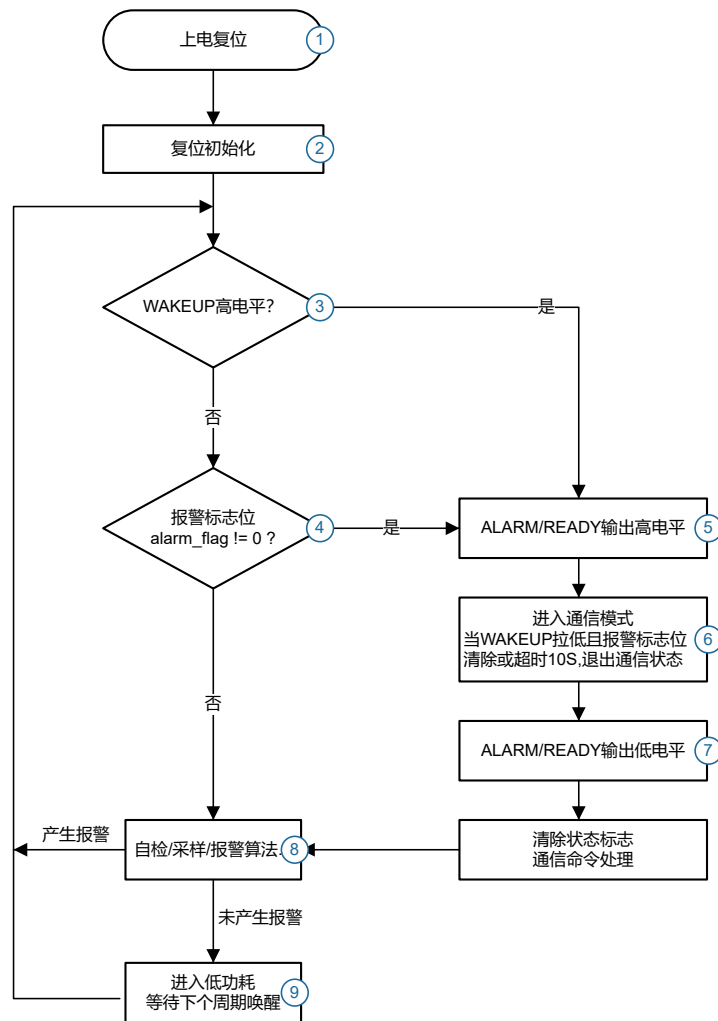 上电复位
1
复位初始化
2
WAKEUP高电平?
3
是
否
报警标志位
alarm_flag != 0 ?
4
是
ALARM/READY输出高电平
5
进入通信模式
当WAKEUP拉低且报警标志位
清除或超时10S,退出通信状态
6
否
ALARM/READY输出低电平
7
产生报警
自检/采样/报警算法.
8
清除状态标志
通信命令处理
未产生报警
进入低功耗
等待下个周期唤醒
9